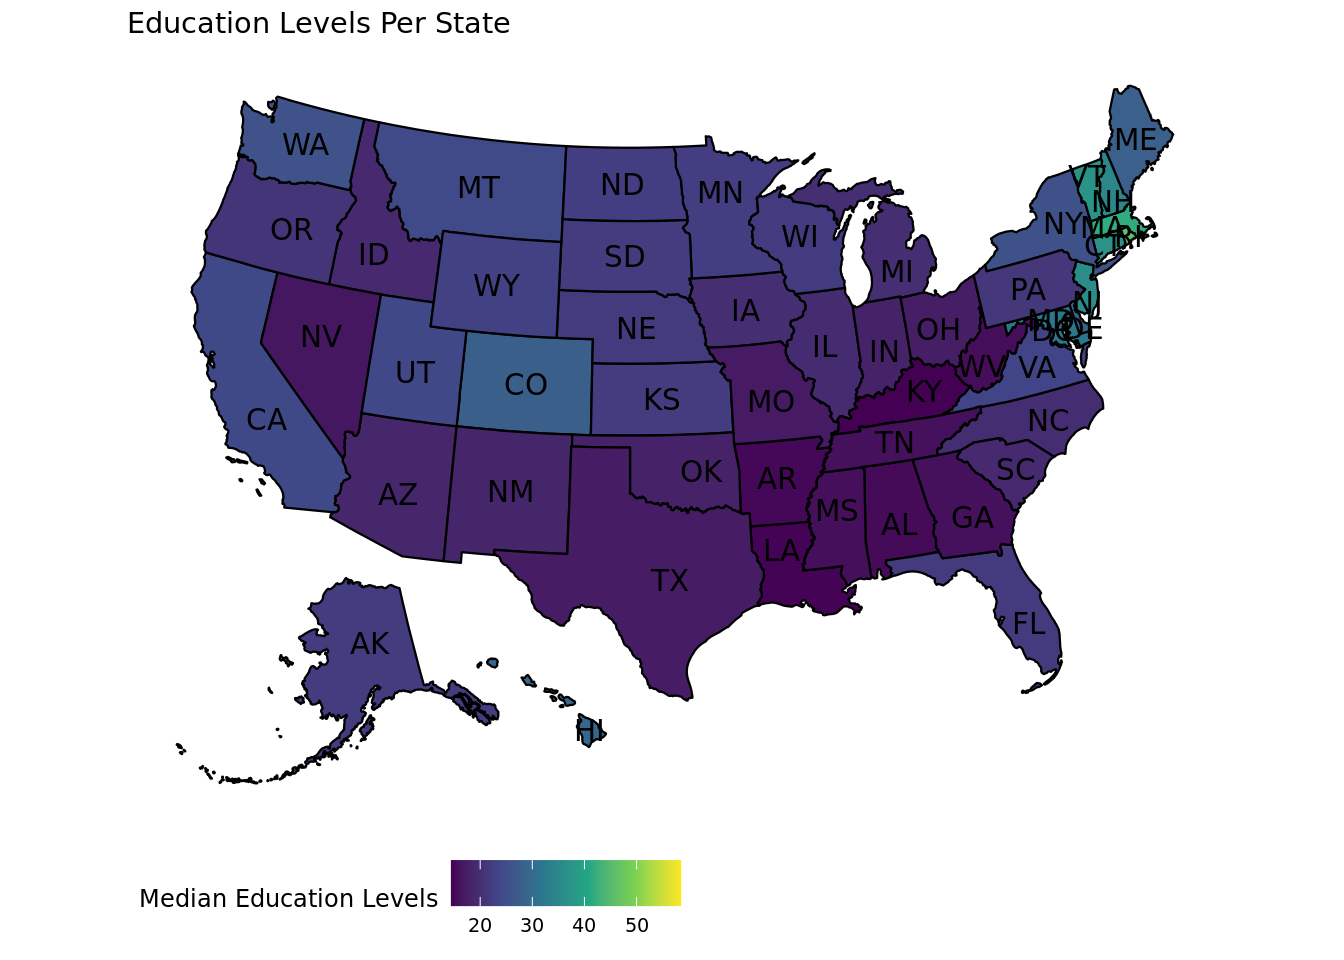 Education Levels Per State
ME
WA
VT
MT
ND
MN
NH
NY
MA
OR
WI
RI
CT
ID
SD
MI
WY
PA
NJ
IA
MD
NE
OH
DC
DE
NV
IL
IN
WV
VA
UT
CO
KY
KS
MO
CA
NC
TN
SC
OK
AR
AZ
NM
MS
GA
AL
LA
TX
FL
AK
HI
Median Education Levels
20 30 40 50